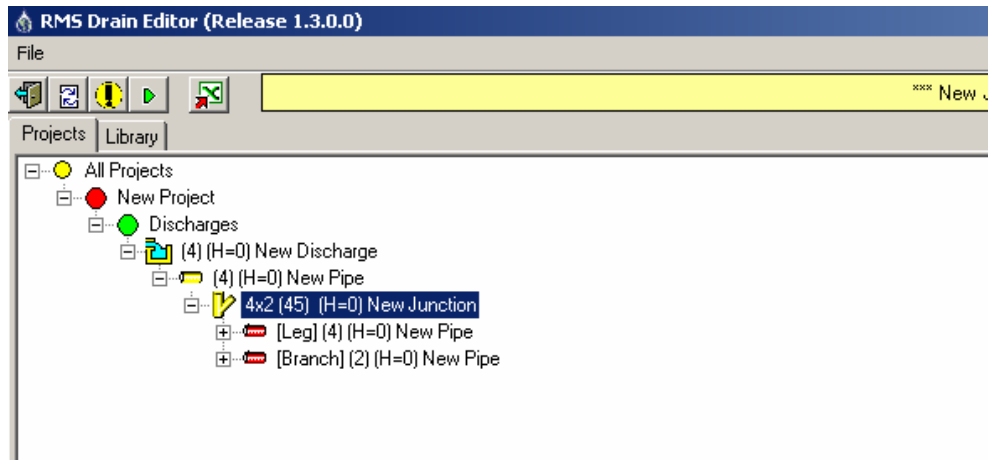 RMS Drain Editor (Release 1.3.0.0)
File
*** New
Projects Library
All Projects
New Project
Discharges
(4) (H=0) New Discharge
(4) (H=0) New Pipe
4x2 (45) (H=0) New Junction
[Leg] (4) (H=0) New Pipe
[Branch] (2) (H=0) New Pipe